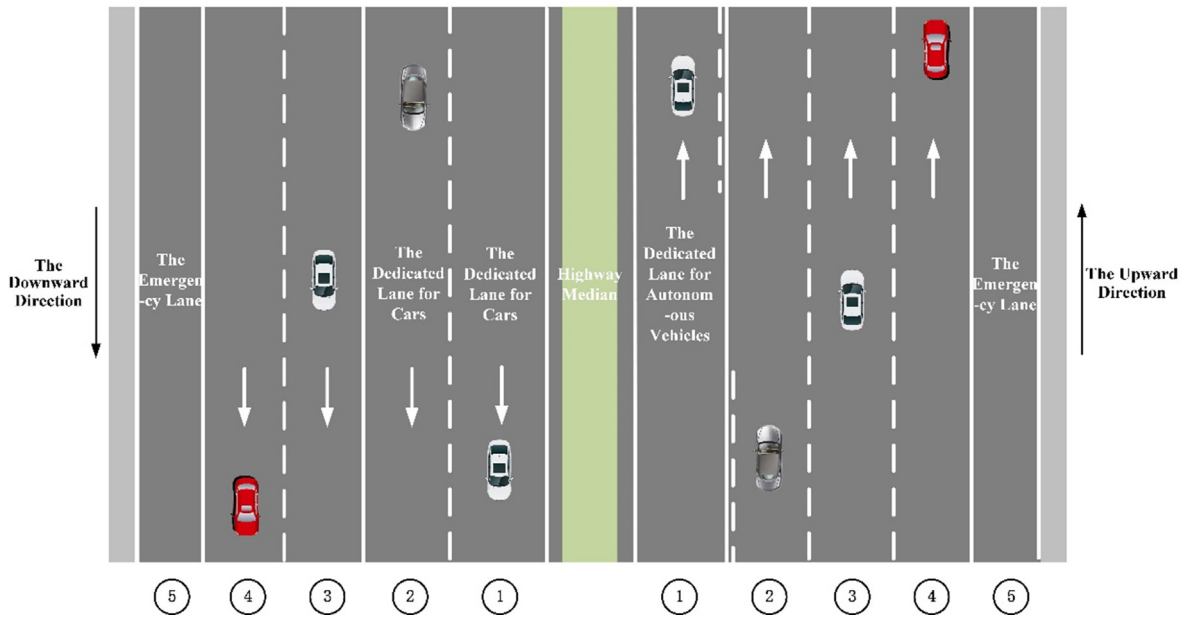 The
Downward
Direction
The
Emergen
-cy Lane
The
Dedicated
Lane for
Cars
The
Dedicated
Lane for
Cars
Highway
Median
The
Dedicated
Lane for
Autonom
-ous
Vehicles
The
Emergen
-cy Lane
The Upward
Direction
5
4
3
2
1
1
2
3
4
5